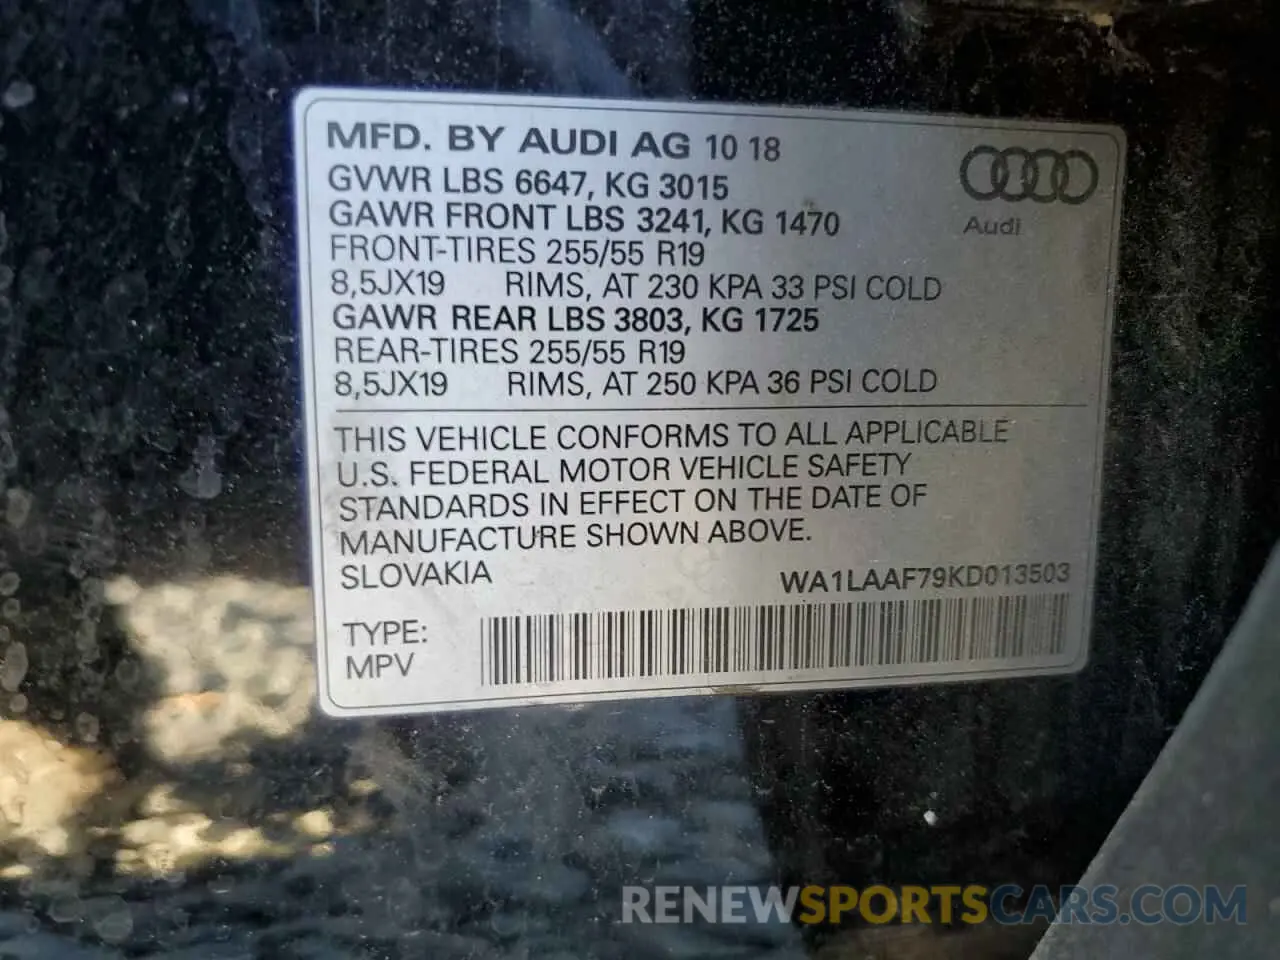 MFD. BY AUDI AG 10 18
GVWR LBS 6647, KG 3015
GAWR FRONT LBS 3241, KG 1470
FRONT-TIRES 255/55 R19
8,5JX19 RIMS, AT 230 KPA 33 PSI COLD
GAWR REAR LBS 3803, KG 1725
REAR-TIRES 255/55 R19
8,5JX19 RIMS, AT 250 KPA 36 PSI COLD
Audi
THIS VEHICLE CONFORMS TO ALL APPLICABLE
U.S. FEDERAL MOTOR VEHICLE SAFETY
STANDARDS IN EFFECT ON THE DATE OF
MANUFACTURE SHOWN ABOVE.
SLOVAKIA
WA1LAAF79KD013503
TYPE:
MPV
RENEWSPORTSCARS.COM